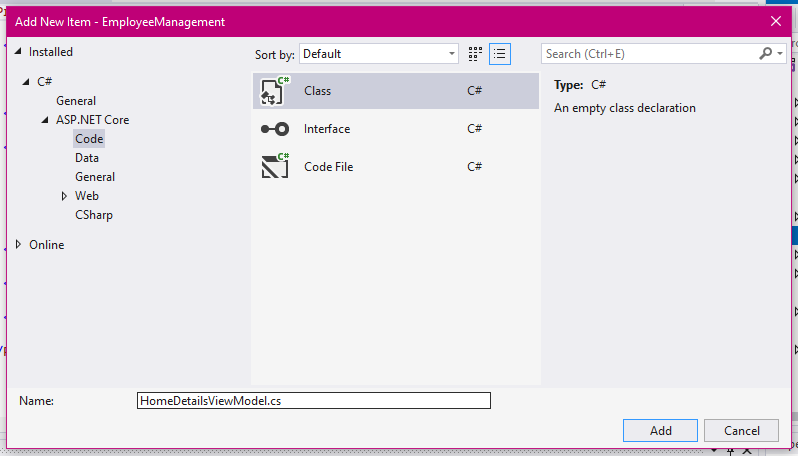 Add New Item - EmployeeManagement
Installed
C#
General
ASP.NET Core
Code
Data
General
Web
CSharp
Online
Sort by: Default
Search (Ctrl+E)
Class C#
Interface C#
Code File C#
Type: C#
An empty class declaration
Name: HomeDetailsViewModel.cs
Add Cancel